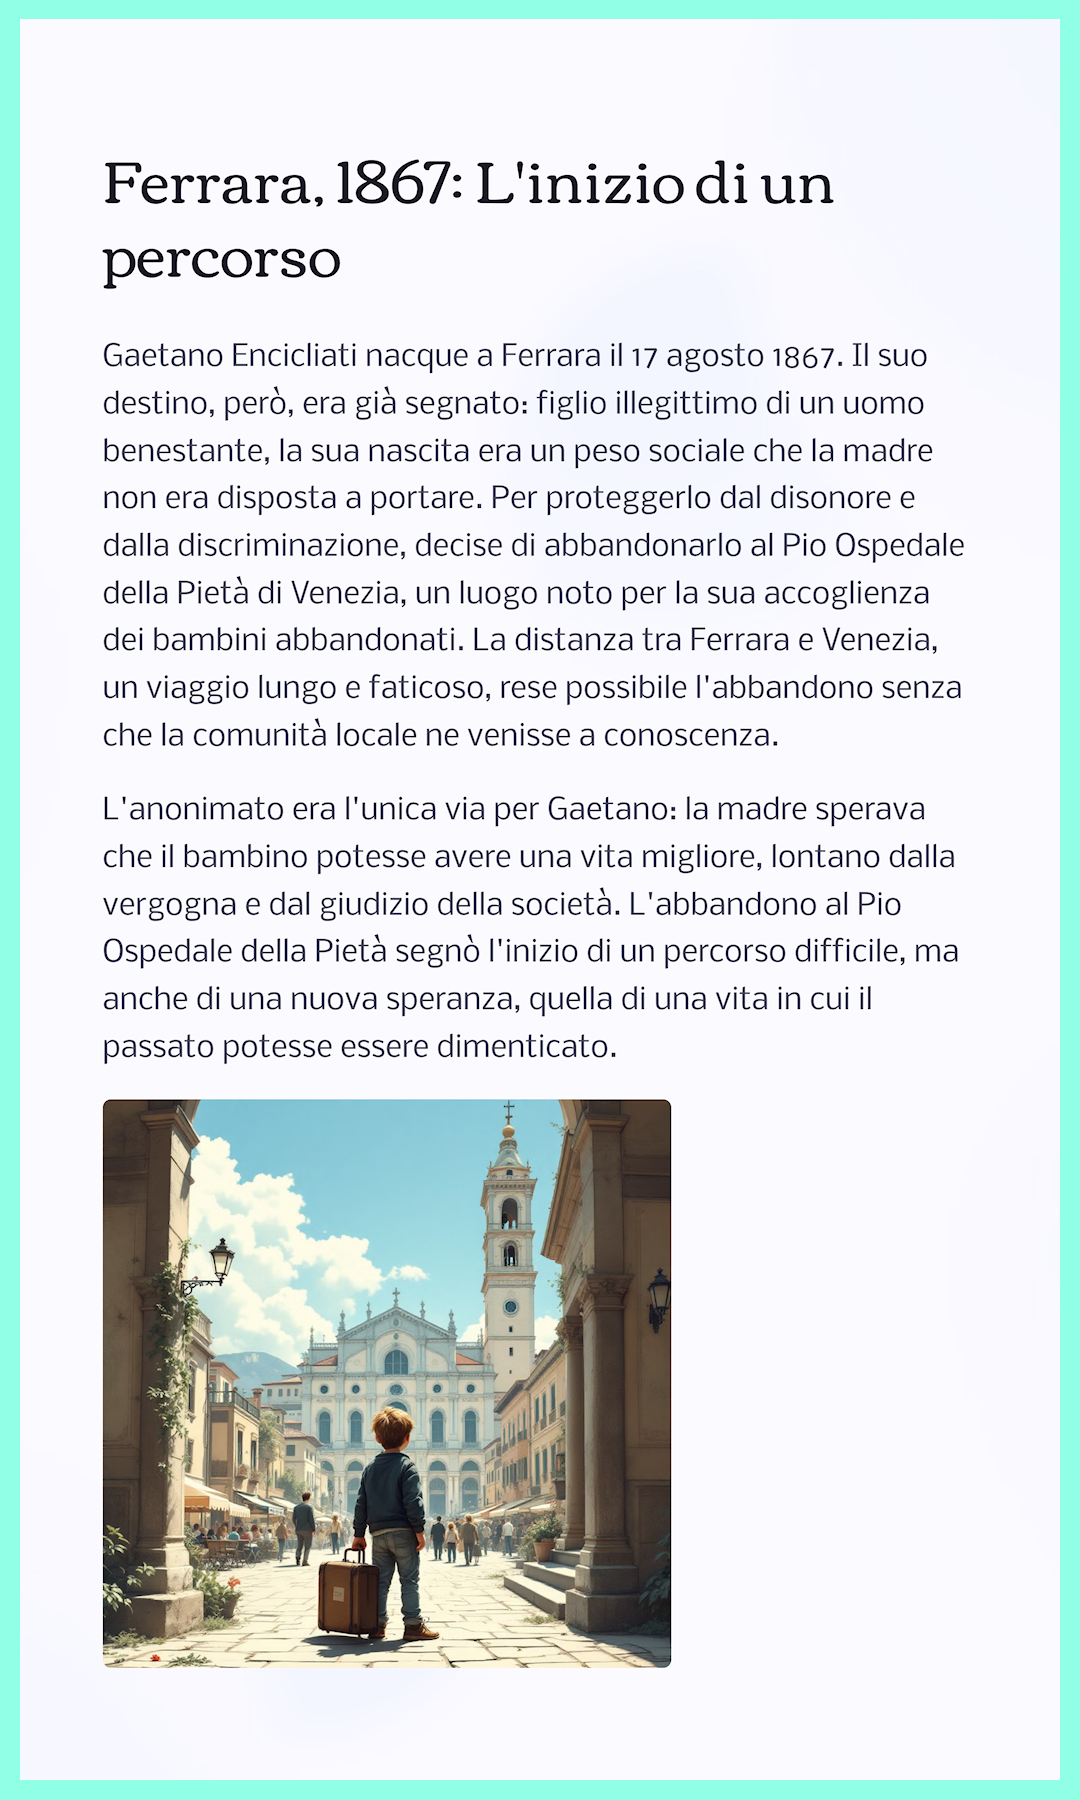 Ferrara, 1867: L'inizio di un
percorso
Gaetano Encicliati nacque a Ferrara il 17 agosto 1867. Il suo
destino, però, era già segnato: figlio illegittimo di un uomo
benestante, la sua nascita era un peso sociale che la madre
non era disposta a portare. Per proteggerlo dal disonore e
dalla discriminazione, decise di abbandonarlo al Pio Ospedale
della Pietà di Venezia, un luogo noto per la sua accoglienza
dei bambini abbandonati. La distanza tra Ferrara e Venezia,
un viaggio lungo e faticoso, rese possibile l'abbandono senza
che la comunità locale ne venisse a conoscenza.
L'anonimato era l'unica via per Gaetano: la madre sperava
che il bambino potesse avere una vita migliore, lontano dalla
vergogna e dal giudizio della società. L'abbandono al Pio
Ospedale della Pietà segnò l'inizio di un percorso difficile, ma
anche di una nuova speranza, quella di una vita in cui il
passato potesse essere dimenticato.